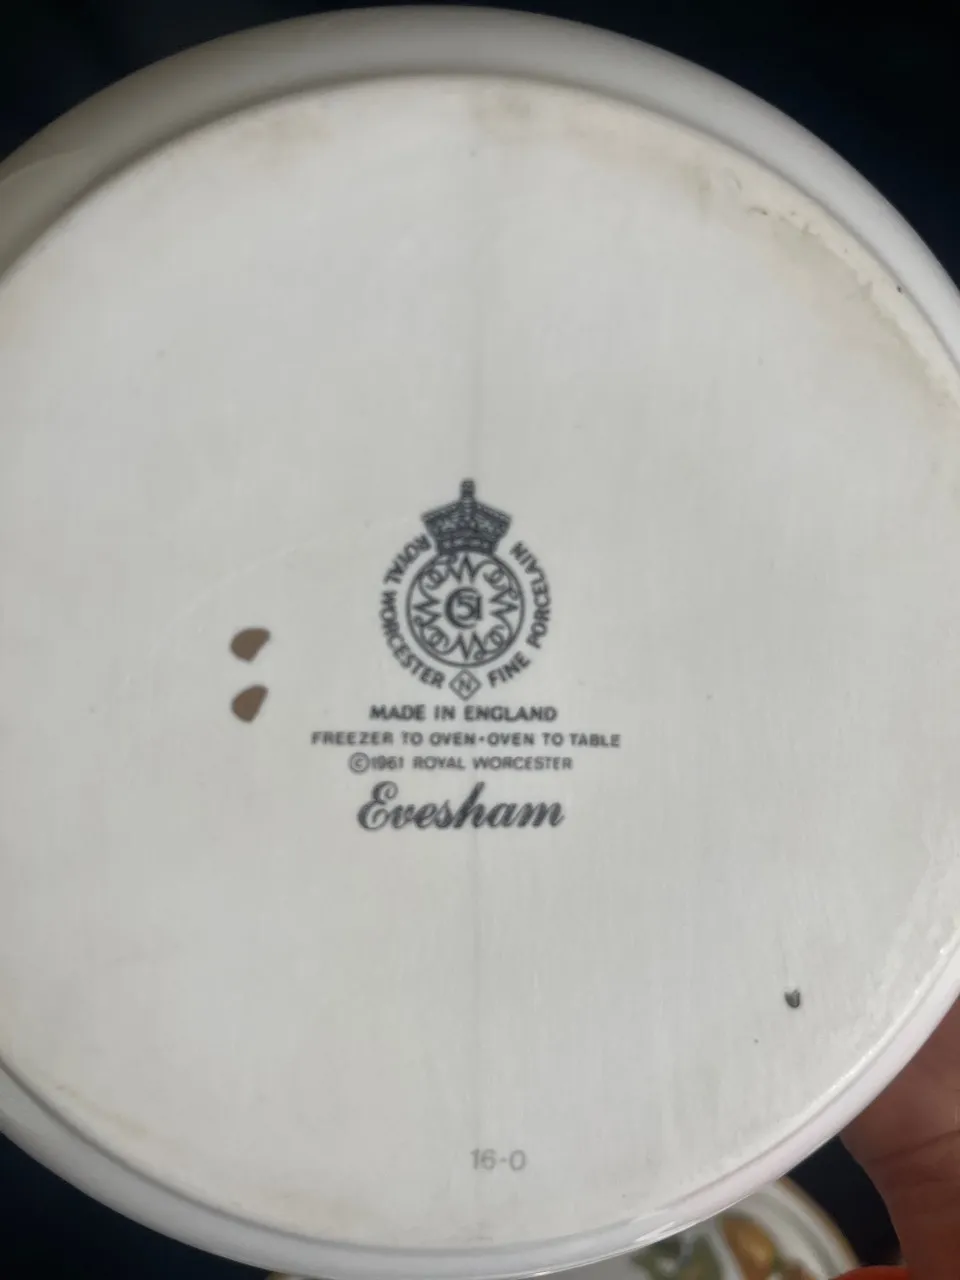 ROYAL WORCESTER FINE PORCELAIN
51
N
MADE IN ENGLAND
FREEZER TO OVEN•OVEN TO TABLE
©1961 ROYAL WORCESTER
Evesham
16-0